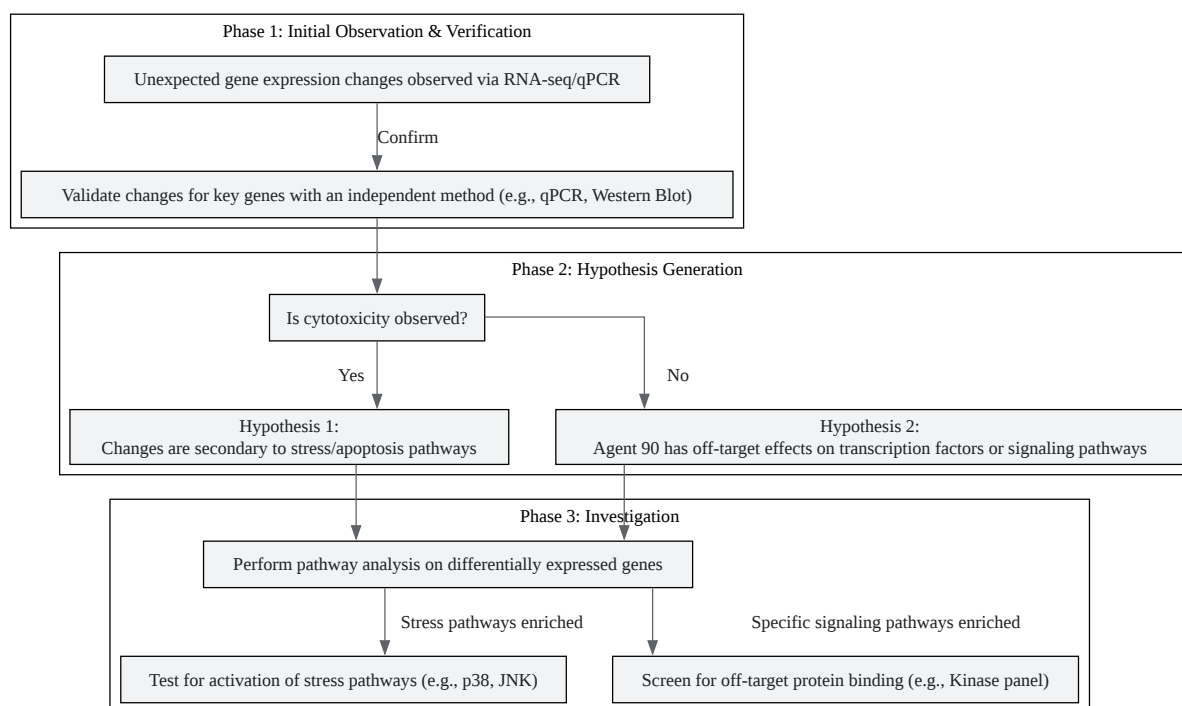 Phase 1: Initial Observation & Verification
Unexpected gene expression changes observed via RNA-seq/qPCR
Confirm
Validate changes for key genes with an independent method (e.g., qPCR, Western Blot)
Phase 2: Hypothesis Generation
Is cytotoxicity observed?
Yes
No
Hypothesis 1:
Changes are secondary to stress/apoptosis pathways
Hypothesis 2:
Agent 90 has off-target effects on transcription factors or signaling pathways
Phase 3: Investigation
Perform pathway analysis on differentially expressed genes
Stress pathways enriched
Specific signaling pathways enriched
Test for activation of stress pathways (e.g., p38, JNK)
Screen for off-target protein binding (e.g., Kinase panel)